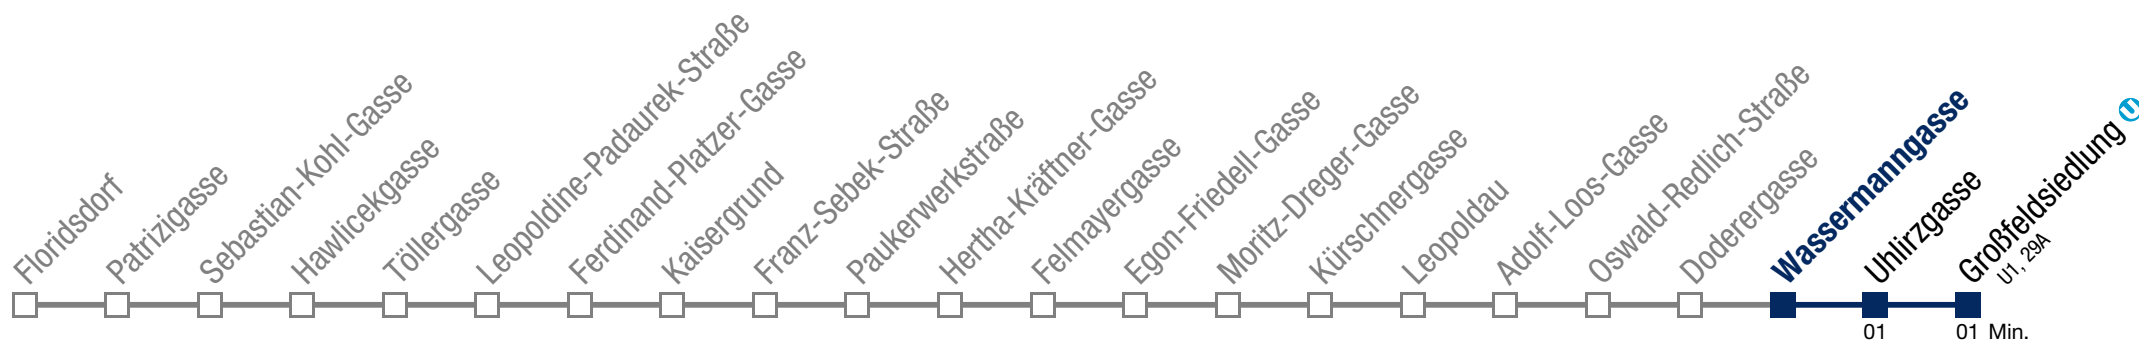 Floridsdorf
Patrizigasse
Sebastian-Kohl-Gasse
Hawlicekgasse
Töllergasse
Leopoldine-Padaurek-Straße
Ferdinand-Platzer-Gasse
Kaisergrund
Franz-Sebek-Straße
Paukerwerkstraße
Hertha-Kräftner-Gasse
Felmayergasse
Egon-Friedell-Gasse
Moritz-Dreger-Gasse
Kürschnergasse
Leopoldau
Adolf-Loos-Gasse
Oswald-Redlich-Straße
Doderergasse
Wassermanngasse
Uhlirzgasse
Großfeldsiedlung U
U1, 29A
01
01 Min.